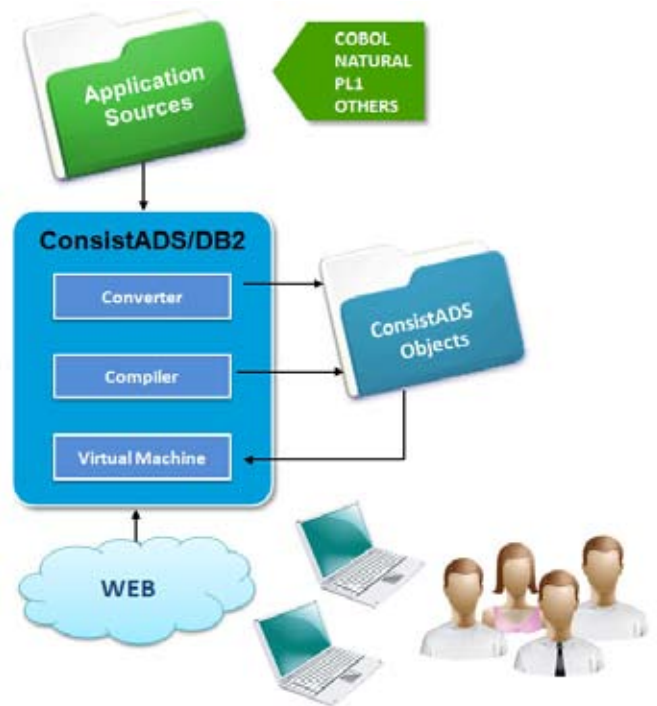 COBOL
NATURAL
PL1
OTHERS
Application
Sources
ConsistADS/DB2
Converter
Compiler
Virtual Machine
ConsistADS
Objects
WEB